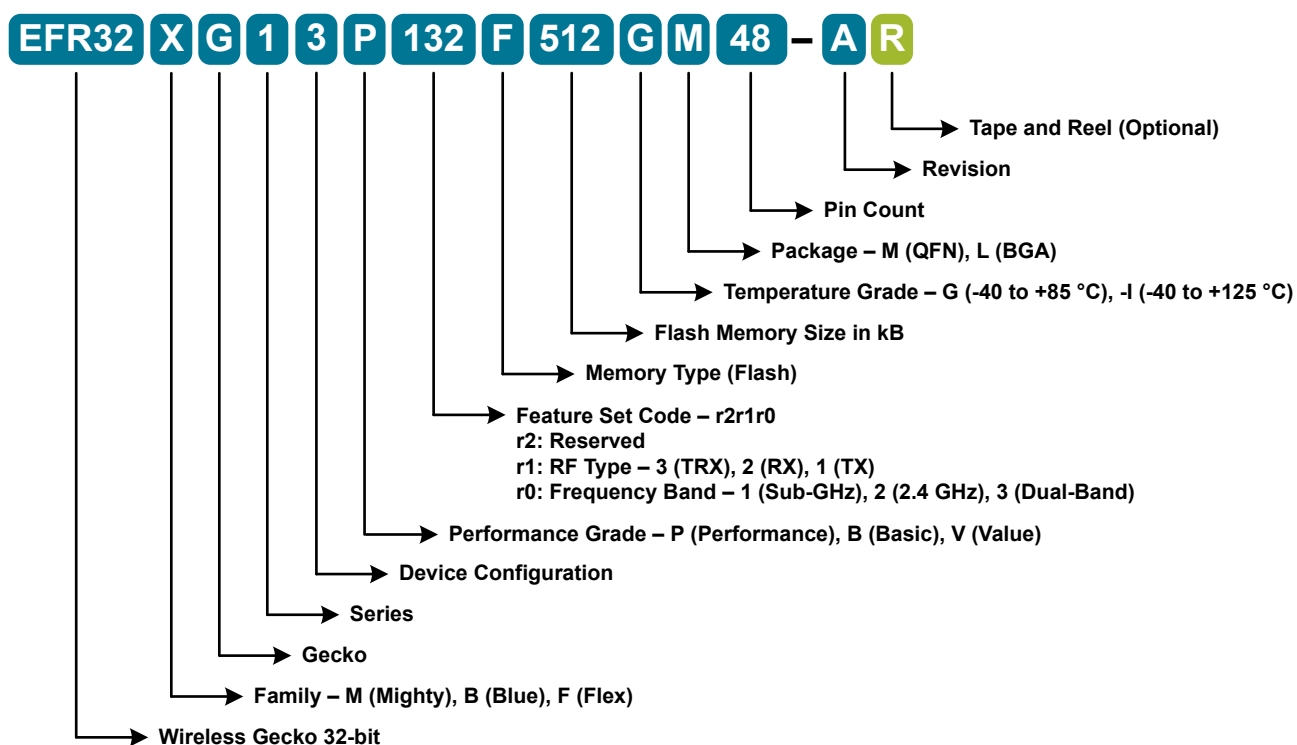 EFR32 X G 1 3 P 132 F 512 G M 48 – A R
Tape and Reel (Optional)
Revision
Pin Count
Package – M (QFN), L (BGA)
Temperature Grade – G (-40 to +85 °C), -I (-40 to +125 °C)
Flash Memory Size in kB
Memory Type (Flash)
Feature Set Code – r2r1r0
r2: Reserved
r1: RF Type – 3 (TRX), 2 (RX), 1 (TX)
r0: Frequency Band – 1 (Sub-GHz), 2 (2.4 GHz), 3 (Dual-Band)
Performance Grade – P (Performance), B (Basic), V (Value)
Device Configuration
Series
Gecko
Family – M (Mighty), B (Blue), F (Flex)
Wireless Gecko 32-bit